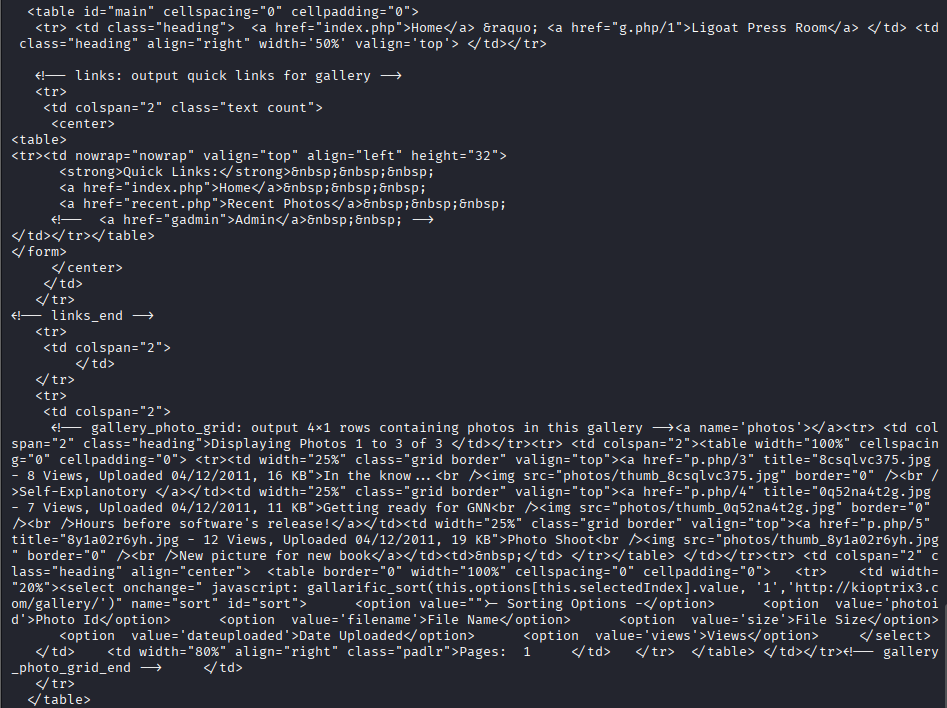 <table id="main" cellspacing="0" cellpadding="0">
<tr> <td class="heading">  <a href="index.php">Home</a> &raquo; <a href="g.php/1">Ligoat Press Room</a> </td> <td
class="heading" align="right" width='50%' valign='top'> </td></tr>
<!-- links: output quick links for gallery -->
<tr>
<td colspan="2" class="text count">
<center>
<table>
<tr><td nowrap="nowrap" valign="top" align="left" height="32">
<strong>Quick Links:</strong>&nbsp;&nbsp;&nbsp;
<a href="index.php">Home</a>&nbsp;&nbsp;&nbsp;
<a href="recent.php">Recent Photos</a>&nbsp;&nbsp;&nbsp;
<!--  <a href="gadmin">Admin</a>&nbsp;&nbsp; -->
</td></tr></table>
</form>
</center>
</td>
</tr>
<!-- links_end -->
<tr>
<td colspan="2">
</td>
</tr>
<tr>
<td colspan="2">
<!-- gallery_photo_grid: output 4x1 rows containing photos in this gallery --><a name='photos'></a><tr> <td col
span="2" class="heading">Displaying Photos 1 to 3 of 3 </td></tr><tr> <td colspan="2"><table width="100%" cellspacin
g="0" cellpadding="0"> <tr><td width="25%" class="grid border" valign="top"><a href="p.php/3" title="8csqlvc375.jpg
- 8 Views, Uploaded 04/12/2011, 16 KB">In the know...<br /><img src="photos/thumb_8csqlvc375.jpg" border="0" /><br /
>Self-Explanotory </a></td><td width="25%" class="grid border" valign="top"><a href="p.php/4" title="0q52na4t2g.jpg
- 7 Views, Uploaded 04/12/2011, 11 KB">Getting ready for GNN<br /><img src="photos/thumb_0q52na4t2g.jpg" border="0"
/><br />Hours before software's release!</a></td><td width="25%" class="grid border" valign="top"><a href="p.php/5"
title="8y1a02r6yh.jpg - 12 Views, Uploaded 04/12/2011, 19 KB">Photo Shoot<br /><img src="photos/thumb_8y1a02r6yh.jpg
" border="0" /><br />New picture for new book</a></td><td>&nbsp;</td> </tr></table> </td></tr><tr> <td colspan="2" c
lass="heading" align="center">  <table border="0" width="100%" cellspacing="0" cellpadding="0">   <tr>    <td width=
"20%"><select onchange=" javascript: gallarific_sort(this.options[this.selectedIndex].value, '1','http://kioptrix3.c
om/gallery/')" name="sort" id="sort">      <option value="">- Sorting Options -</option>      <option  value='photoi
d'>Photo Id</option>      <option  value='filename'>File Name</option>      <option  value='size'>File Size</option>
<option  value='dateuploaded'>Date Uploaded</option>      <option  value='views'>Views</option>     </select>
</td>    <td width="80%" align="right" class="padlr">Pages:  1     </td>   </tr>  </table> </td></tr><!-- gallery
_photo_grid_end -->     </td>
</tr>
</table>